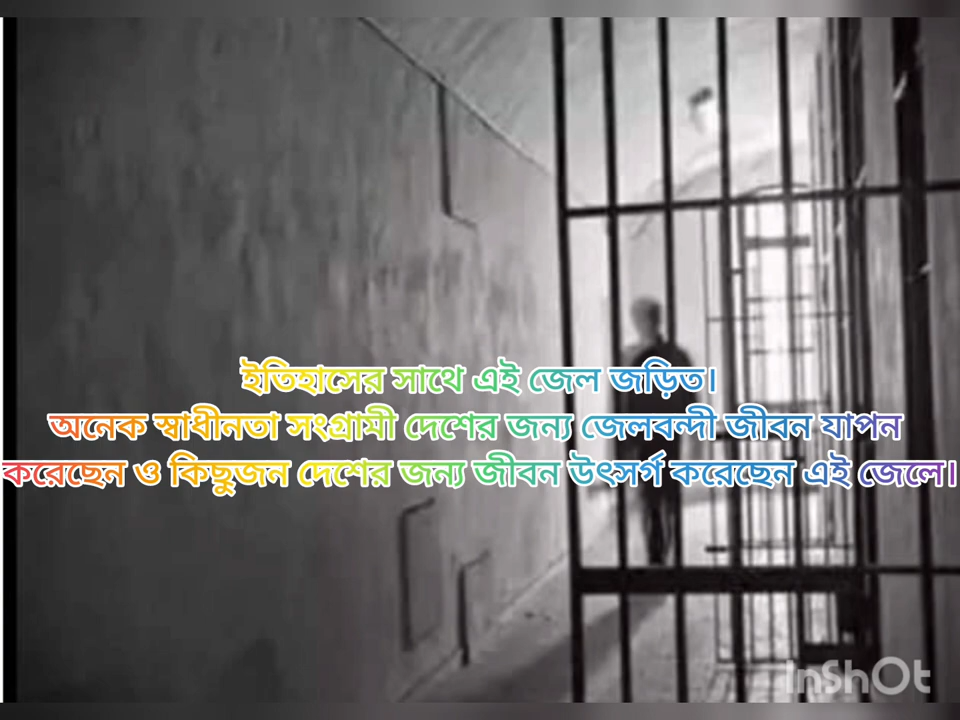 ইতিহাসের সাথে এই জেল জড়িত।
অনেক স্বাধীনতা সংগ্রামী দেশের জন্য জেলবন্দী জীবন যাপন
করেছেন ও কিছুজন দেশের জন্য জীবন উৎসর্গ করেছেন এই জেলে।
InShOt